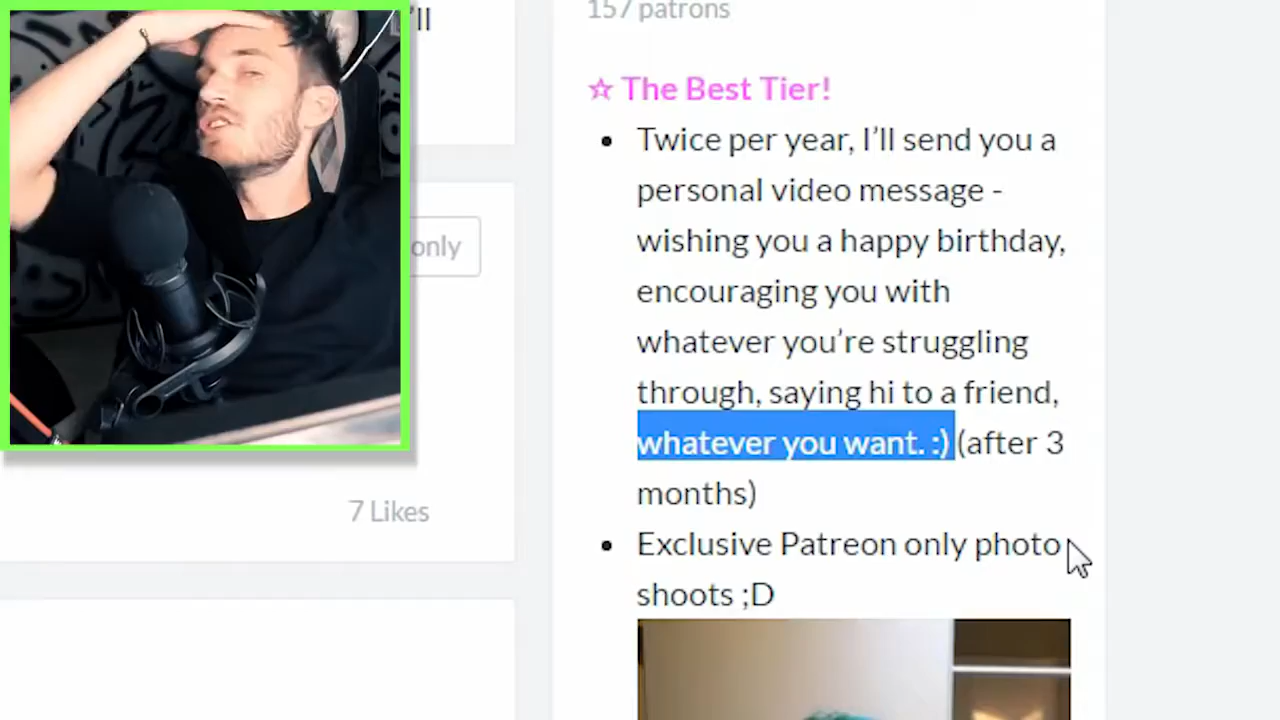 157 patrons
'll
☆ The Best Tier!
• Twice per year, I’ll send you a
personal video message -
wishing you a happy birthday,
only
encouraging you with
whatever you’re struggling
through, saying hi to a friend,
whatever you want. :) (after 3
months)
7 Likes
• Exclusive Patreon only photo
shoots ;D